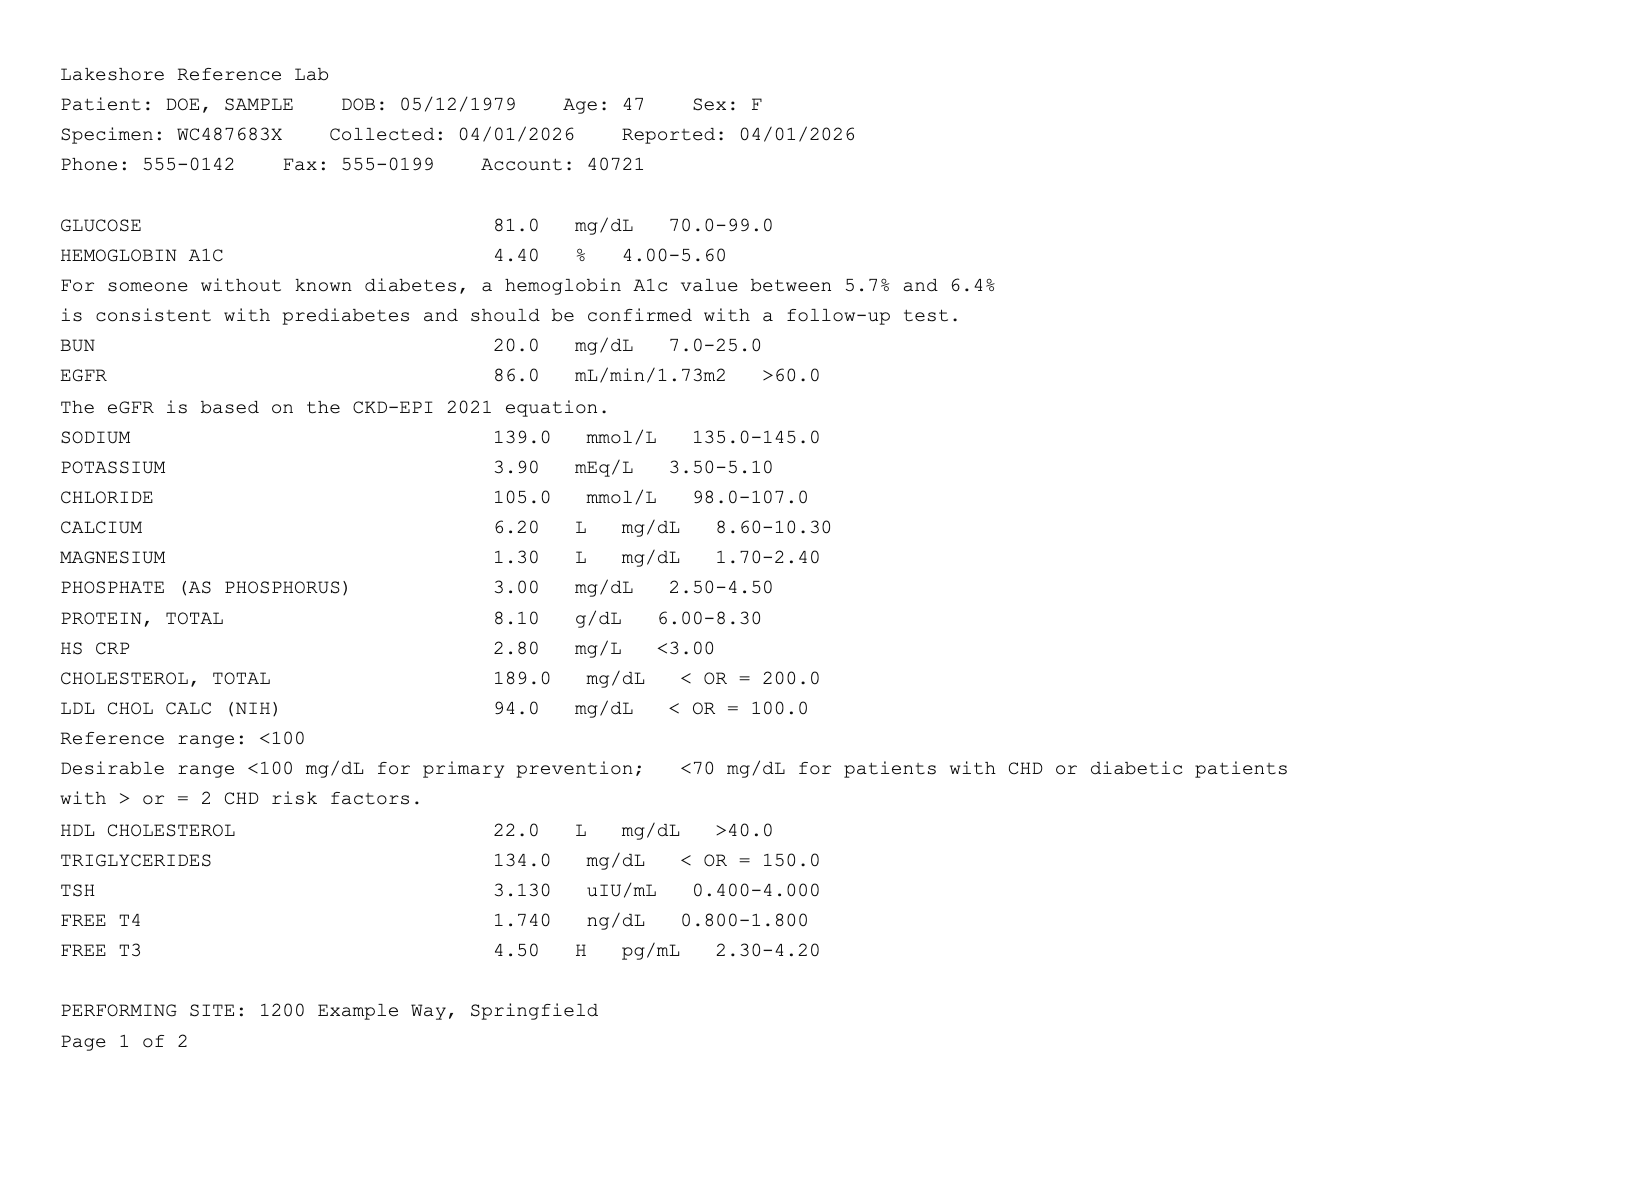 Lakeshore Reference Lab
Patient: DOE, SAMPLE    DOB: 05/12/1979    Age: 47    Sex: F
Specimen: WC487683X    Collected: 04/01/2026    Reported: 04/01/2026
Phone: 555-0142    Fax: 555-0199    Account: 40721
GLUCOSE    81.0   mg/dL   70.0-99.0
HEMOGLOBIN A1C    4.40   %   4.00-5.60
For someone without known diabetes, a hemoglobin A1c value between 5.7% and 6.4%
is consistent with prediabetes and should be confirmed with a follow-up test.
BUN    20.0   mg/dL   7.0-25.0
EGFR    86.0   mL/min/1.73m2   >60.0
The eGFR is based on the CKD-EPI 2021 equation.
SODIUM    139.0   mmol/L   135.0-145.0
POTASSIUM    3.90   mEq/L   3.50-5.10
CHLORIDE    105.0   mmol/L   98.0-107.0
CALCIUM    6.20   L   mg/dL   8.60-10.30
MAGNESIUM    1.30   L   mg/dL   1.70-2.40
PHOSPHATE (AS PHOSPHORUS)    3.00   mg/dL   2.50-4.50
PROTEIN, TOTAL    8.10   g/dL   6.00-8.30
HS CRP    2.80   mg/L   <3.00
CHOLESTEROL, TOTAL    189.0   mg/dL   < OR = 200.0
LDL CHOL CALC (NIH)    94.0   mg/dL   < OR = 100.0
Reference range: <100
Desirable range <100 mg/dL for primary prevention;   <70 mg/dL for patients with CHD or diabetic patients
with > or = 2 CHD risk factors.
HDL CHOLESTEROL    22.0   L   mg/dL   >40.0
TRIGLYCERIDES    134.0   mg/dL   < OR = 150.0
TSH    3.130   uIU/mL   0.400-4.000
FREE T4    1.740   ng/dL   0.800-1.800
FREE T3    4.50   H   pg/mL   2.30-4.20
PERFORMING SITE: 1200 Example Way, Springfield
Page 1 of 2